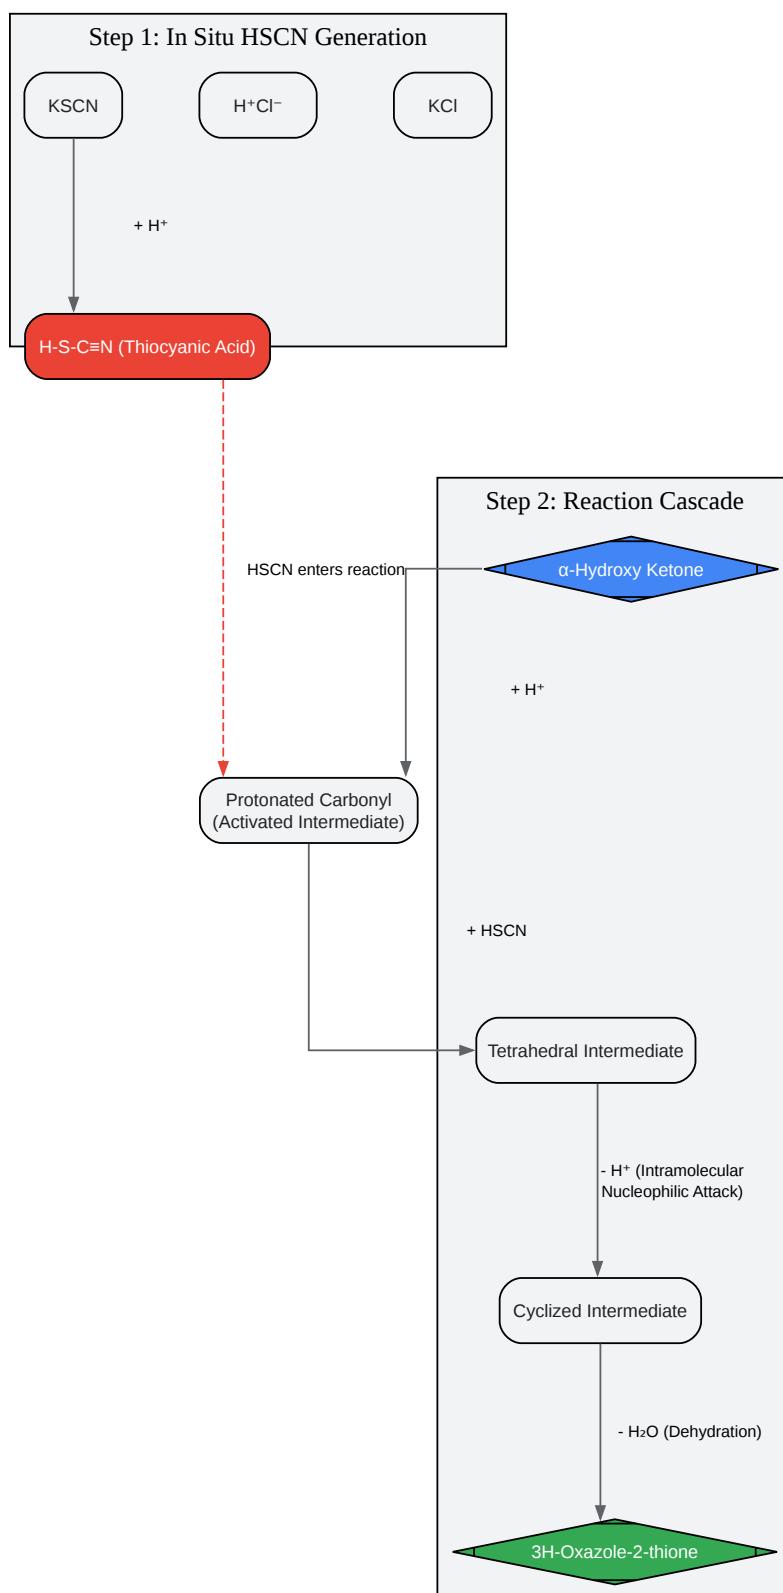 Step 1: In Situ HSCN Generation
KSCN
H⁺Cl⁻
KCl
+ H⁺
H-S-C≡N (Thiocyanic Acid)
Step 2: Reaction Cascade
α-Hydroxy Ketone
HSCN enters reaction
+ H⁺
Protonated Carbonyl
(Activated Intermediate)
+ HSCN
Tetrahedral Intermediate
- H⁺ (Intramolecular
Nucleophilic Attack)
Cyclized Intermediate
- H₂O (Dehydration)
3H-Oxazole-2-thione